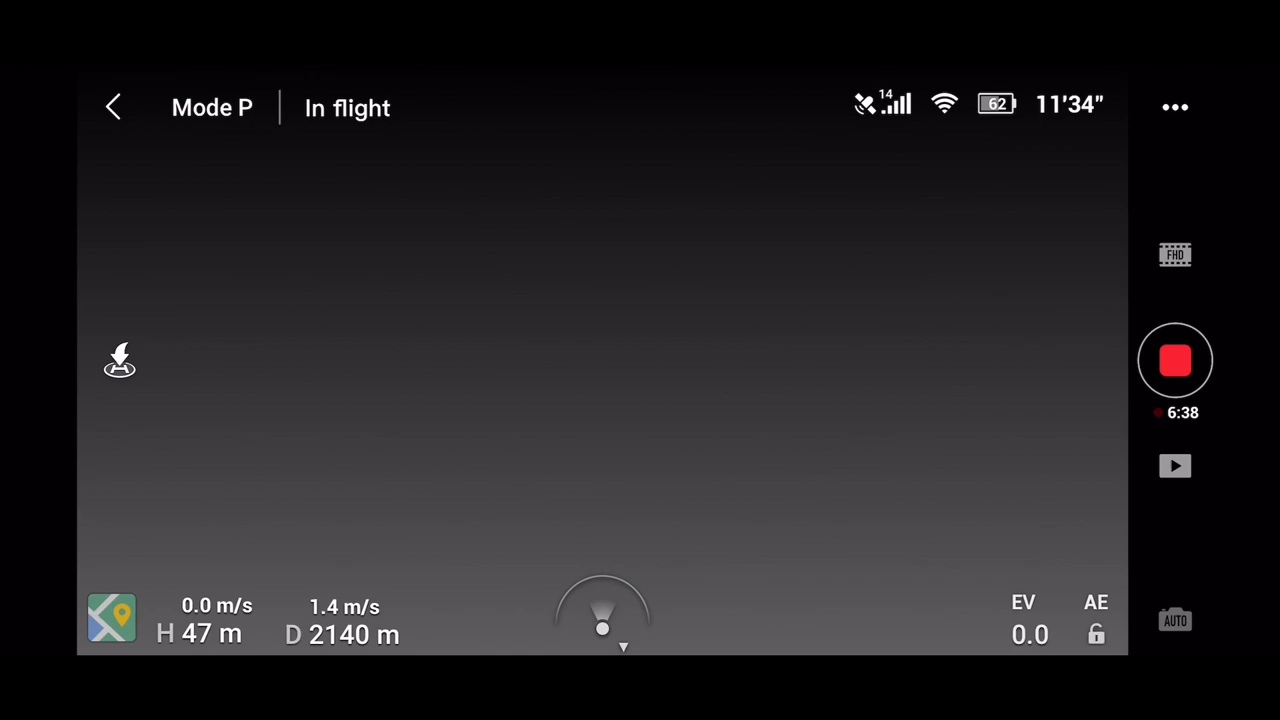 Mode P
In flight
14
62
11'34"
FHD
6:38
0.0 m/s
1.4 m/s
H 47 m
D 2140 m
EV
AE
0.0
AUTO